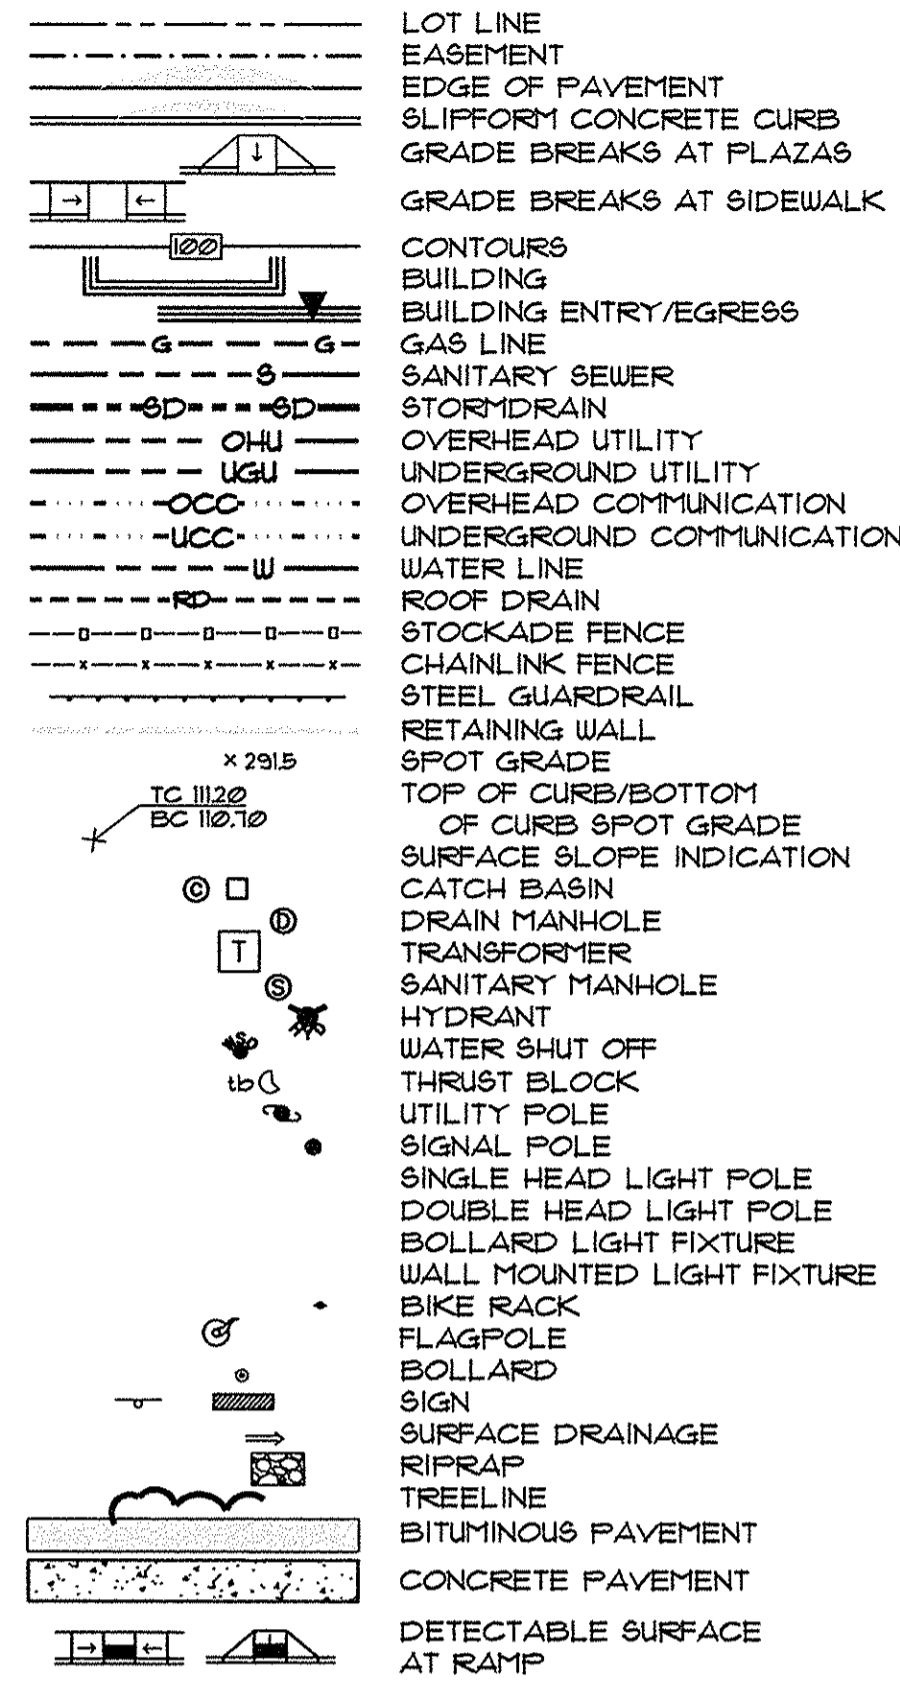 LOT LINE
EASEMENT
EDGE OF PAVEMENT
SLIPFORM CONCRETE CURB
GRADE BREAKS AT PLAZAS
GRADE BREAKS AT SIDEWALK
100 CONTOURS
BUILDING
BUILDING ENTRY/EGRESS
G G GAS LINE
S SANITARY SEWER
SD SD STORMDRAIN
OHU OVERHEAD UTILITY
UGU UNDERGROUND UTILITY
OCC OVERHEAD COMMUNICATION
UCC UNDERGROUND COMMUNICATION
W WATER LINE
RD ROOF DRAIN
STOCKADE FENCE
x x x x x CHAINLINK FENCE
STEEL GUARDRAIL
RETAINING WALL
x 291.5 SPOT GRADE
TC 111.20 TOP OF CURB/BOTTOM
BC 110.70 OF CURB SPOT GRADE
SURFACE SLOPE INDICATION
C CATCH BASIN
D DRAIN MANHOLE
T TRANSFORMER
S SANITARY MANHOLE
HYDRANT
WATER SHUT OFF
tb THRUST BLOCK
UTILITY POLE
SIGNAL POLE
SINGLE HEAD LIGHT POLE
DOUBLE HEAD LIGHT POLE
BOLLARD LIGHT FIXTURE
WALL MOUNTED LIGHT FIXTURE
BIKE RACK
FLAGPOLE
BOLLARD
SIGN
SURFACE DRAINAGE
RIPRAP
TREELINE
BITUMINOUS PAVEMENT
CONCRETE PAVEMENT
DETECTABLE SURFACE
AT RAMP